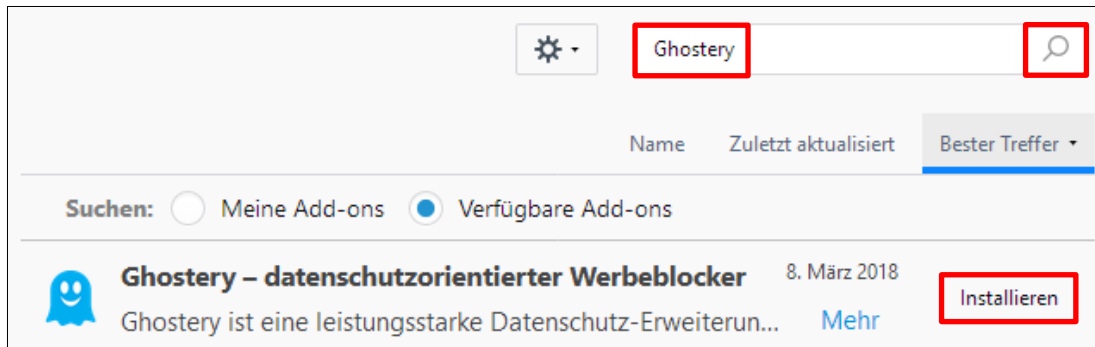 Ghostery
Name Zuletzt aktualisiert Bester Treffer
Suchen: Meine Add-ons Verfügbare Add-ons
Ghostery – datenschutzorientierter Werbeblocker 8. März 2018
Installieren
Ghostery ist eine leistungsstarke Datenschutz-Erweiterun... Mehr